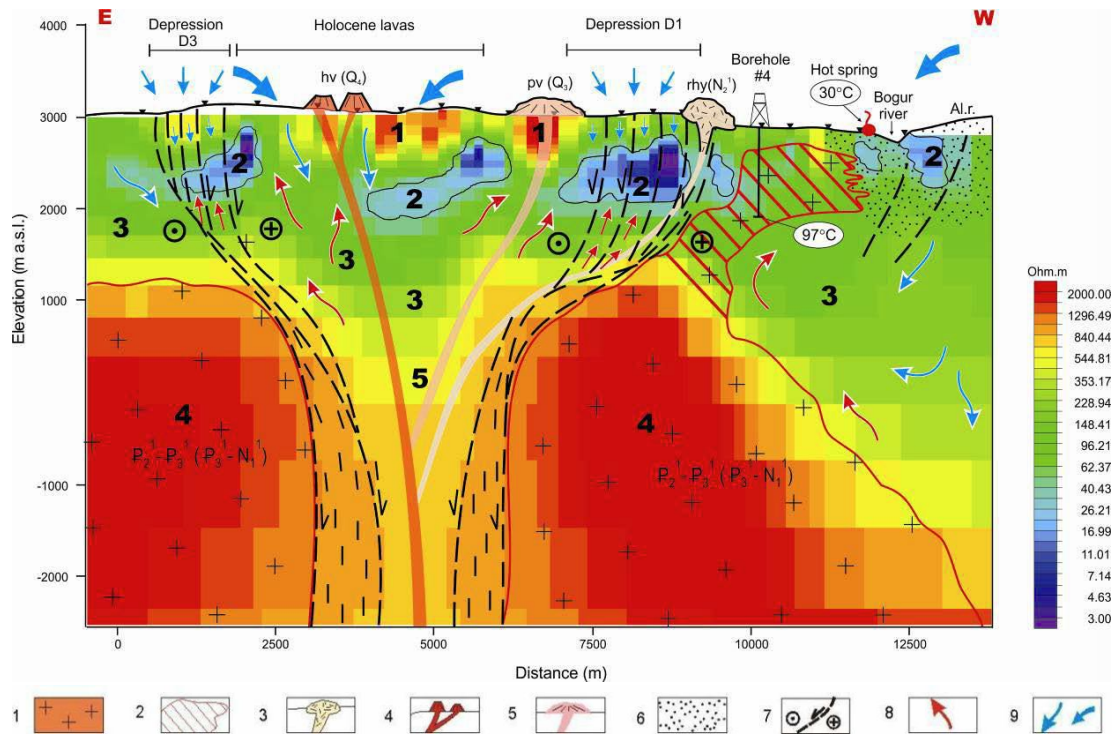 E
W
Depression
D3
Holocene lavas
Depression D1
hv (Q₄)
pv (Q₃)
rhy(N₂¹)
Borehole
#4
Hot spring
30°C
Bogur
river
Al.r.
4000
3000
2000
1000
-1000
-2000
Elevation (m a.s.l.)
1
1
2
2
2
2
3
3
3
3
97°C
5
4
4
P₂¹-P₃¹(P₃¹-N₁¹)
P₂¹-P₃¹(P₃¹-N₁¹)
Ohm.m
2000.00
1296.49
544.81
353.17
228.94
148.41
96.21
62.37
40.43
26.21
16.99
11.01
7.14
4.63
3.00
0
2500
5000
7500
10000
12500
Distance (m)
1
2
3
4
5
6
7
8
9